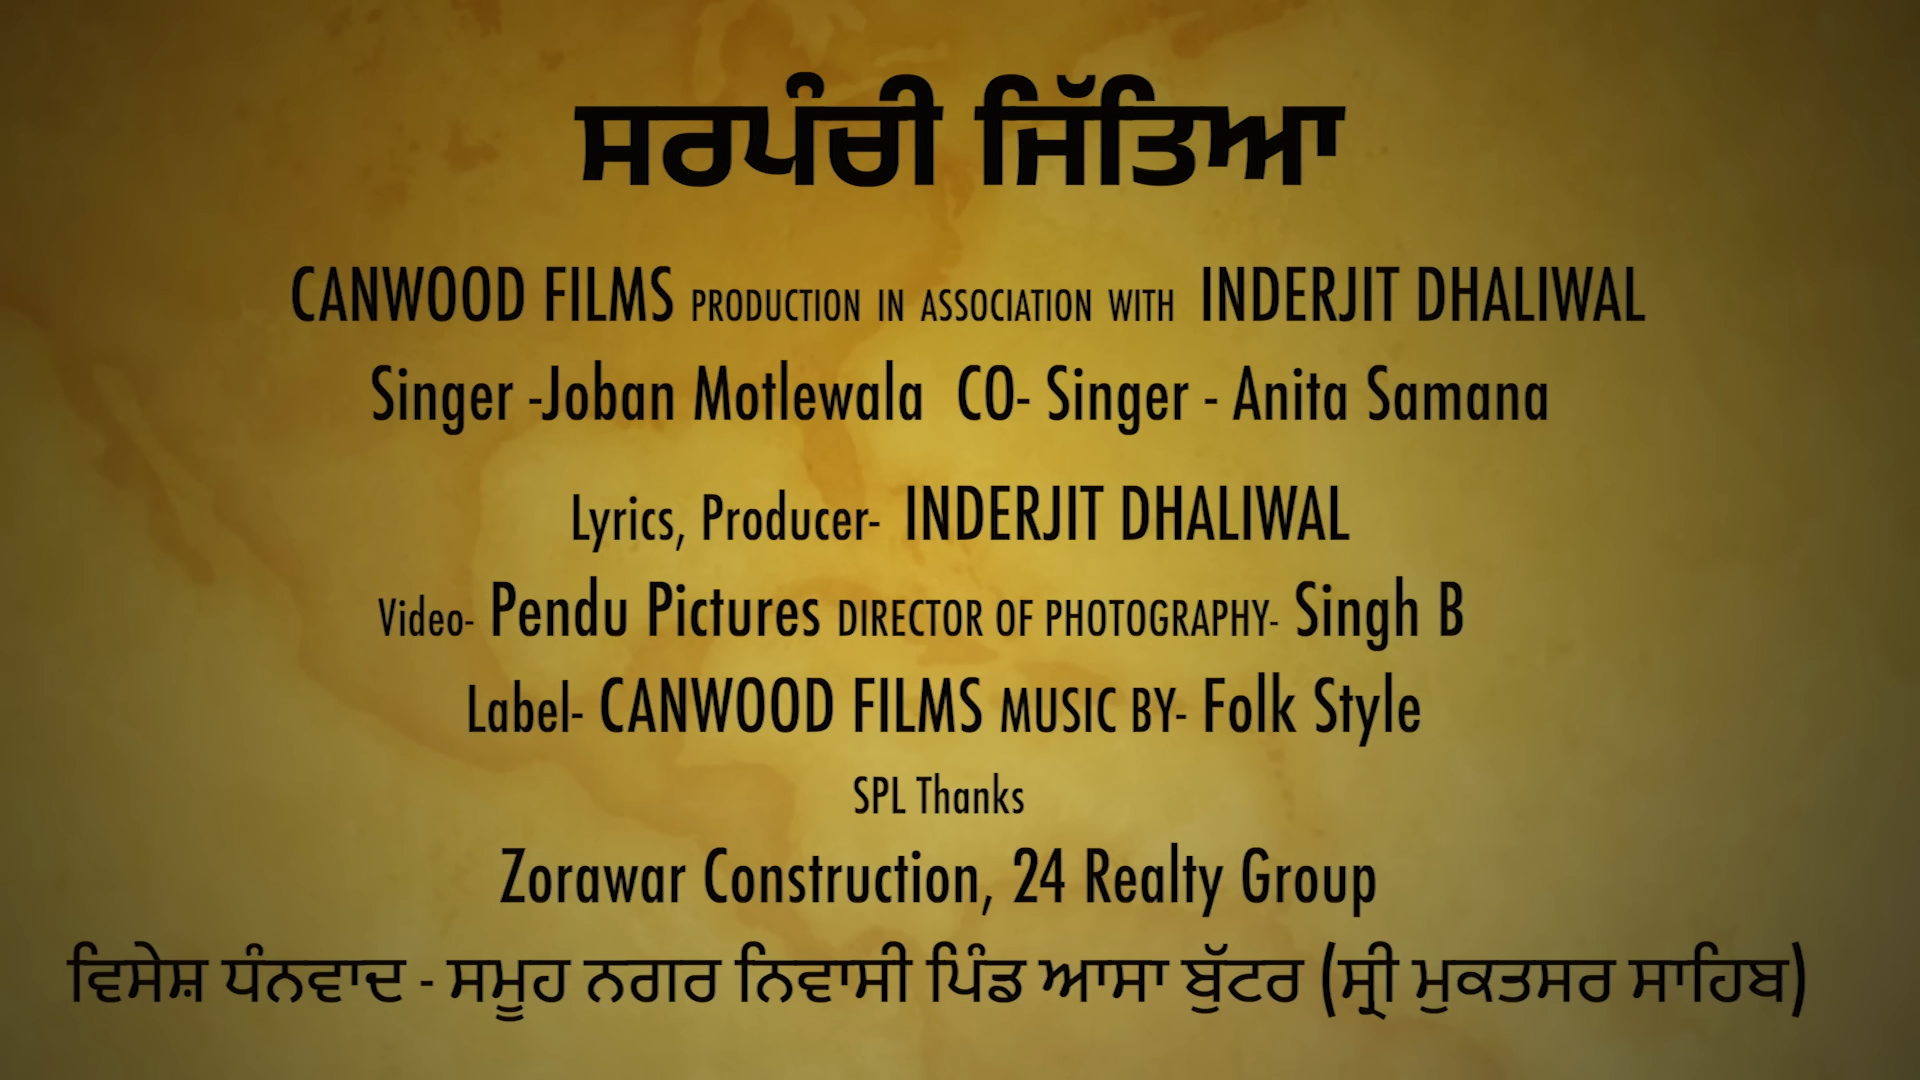 ਸਰਪੰਚੀ ਜਿੱਤਿਆ
CANWOOD FILMS PRODUCTION IN ASSOCIATION WITH INDERJIT DHALIWAL
Singer -Joban Motlewala CO- Singer - Anita Samana
Lyrics, Producer- INDERJIT DHALIWAL
Video- Pendu Pictures DIRECTOR OF PHOTOGRAPHY- Singh B
Label- CANWOOD FILMS MUSIC BY- Folk Style
SPL Thanks
Zorawar Construction, 24 Realty Group
ਵਿਸੇਸ਼ ਧੰਨਵਾਦ - ਸਮੂਹ ਨਗਰ ਨਿਵਾਸੀ ਪਿੰਡ ਆਸਾ ਬੁੱਟਰ (ਸ੍ਰੀ ਮੁਕਤਸਰ ਸਾਹਿਬ)